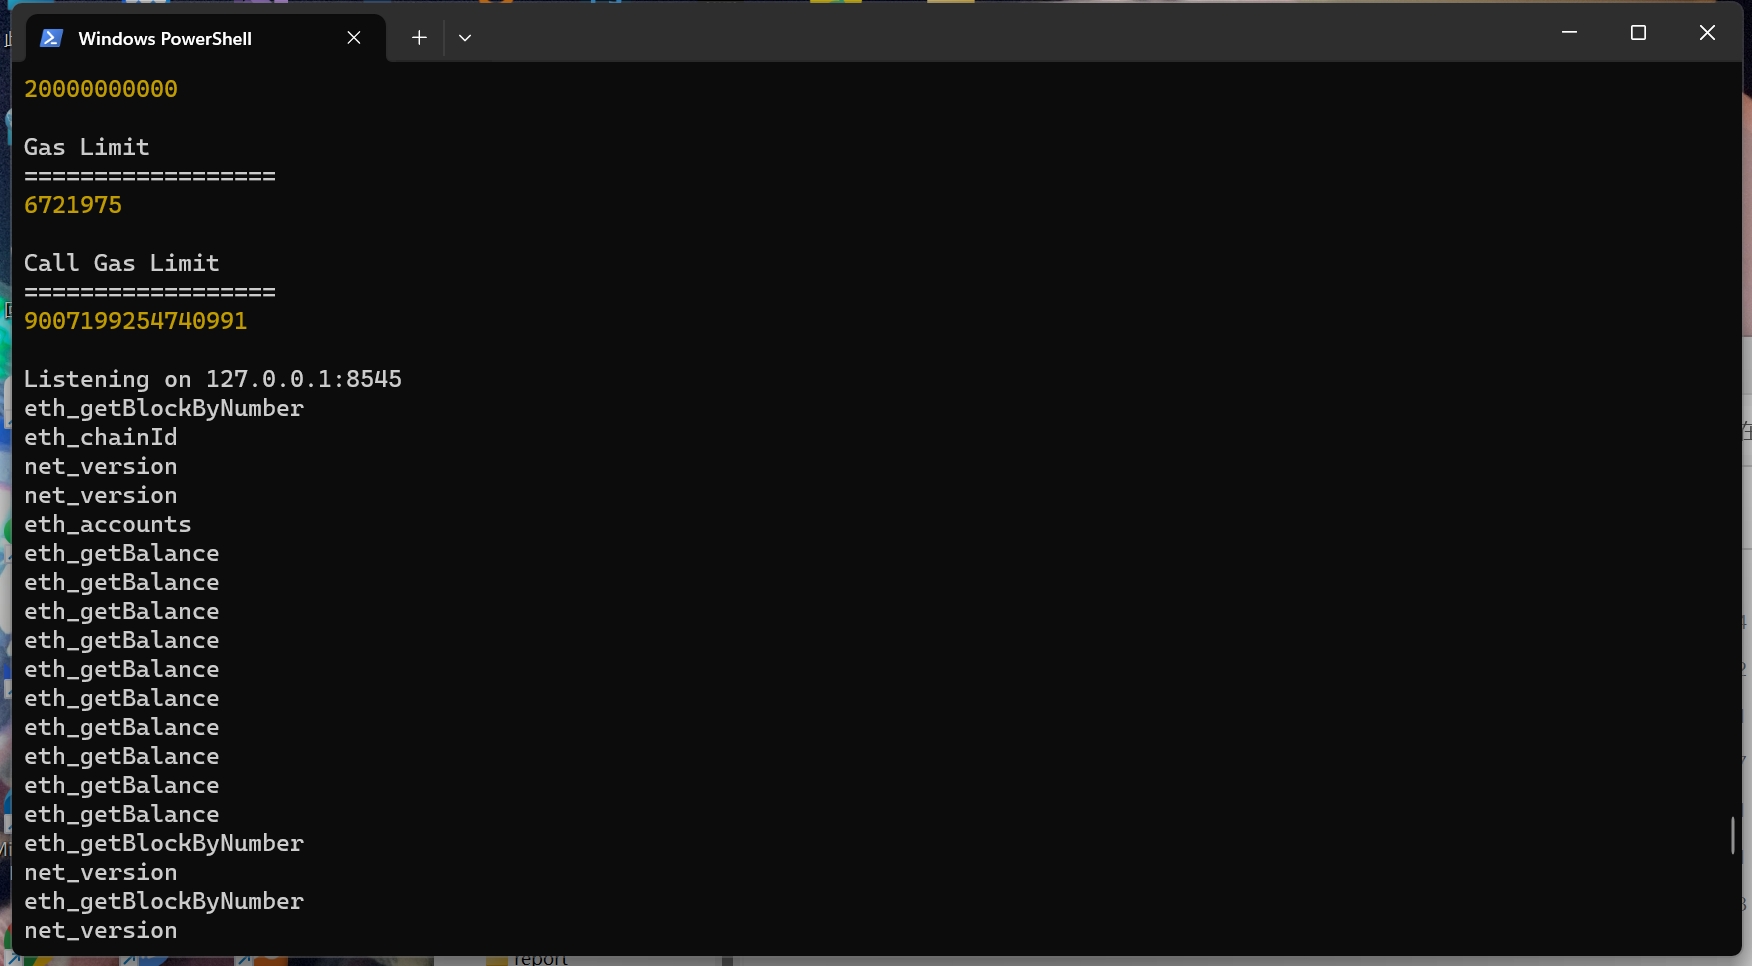 Windows PowerShell
20000000000
Gas Limit
==================
6721975
Call Gas Limit
==================
9007199254740991
Listening on 127.0.0.1:8545
eth_getBlockByNumber
eth_chainId
net_version
net_version
eth_accounts
eth_getBalance
eth_getBalance
eth_getBalance
eth_getBalance
eth_getBalance
eth_getBalance
eth_getBalance
eth_getBalance
eth_getBalance
eth_getBalance
eth_getBlockByNumber
net_version
eth_getBlockByNumber
net_version
report